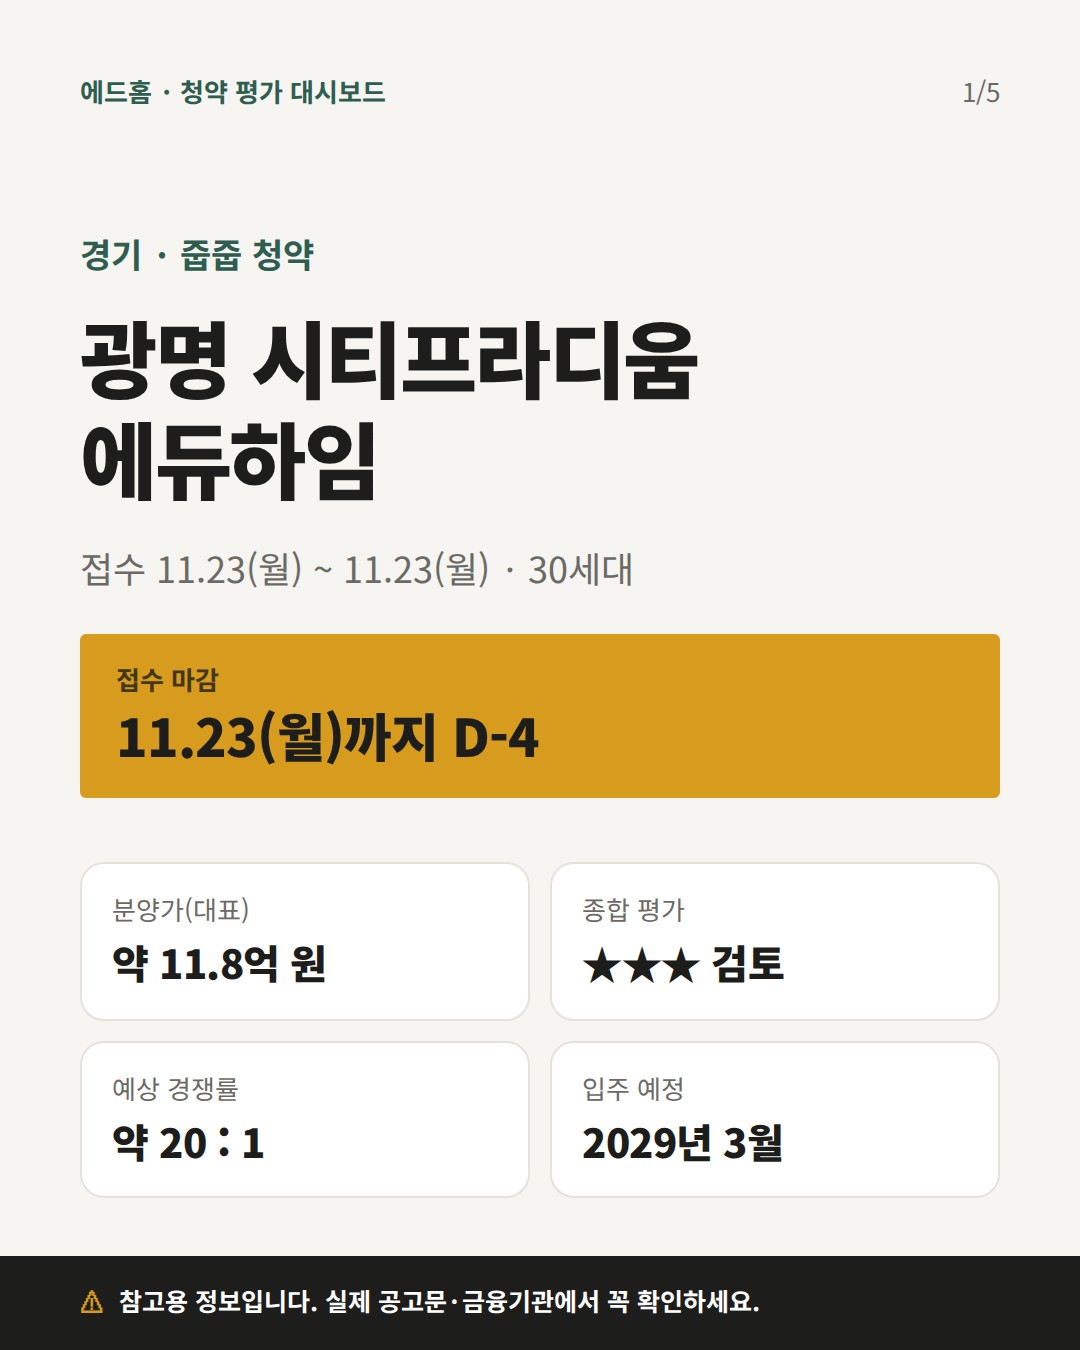 에드홈 · 청약 평가 대시보드
1/5
경기 · 줍줍 청약
광명 시티프라디움
에듀하임
접수 11.23(월) ~ 11.23(월) · 30세대
접수 마감
11.23(월)까지 D-4
분양가(대표)
약 11.8억 원
종합 평가
★★★ 검토
예상 경쟁률
약 20 : 1
입주 예정
2029년 3월
⚠ 참고용 정보입니다. 실제 공고문·금융기관에서 꼭 확인하세요.